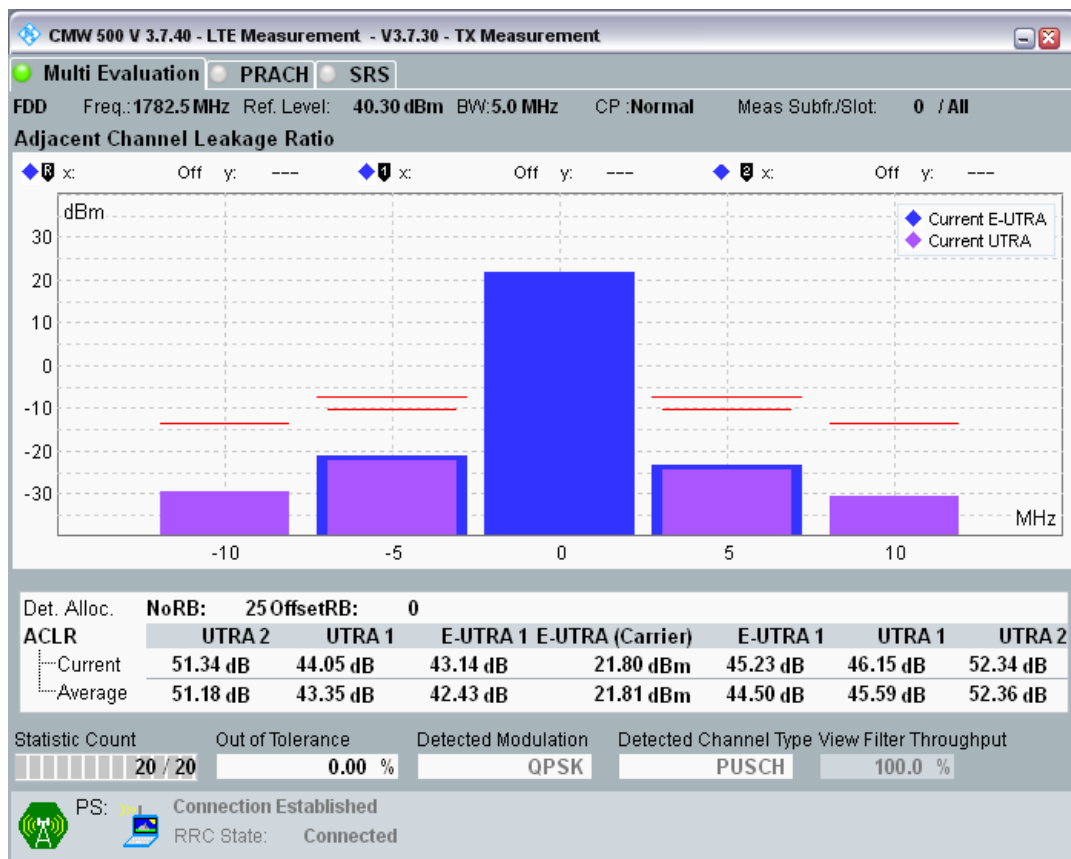 CMW 500 V 3.7.40 - LTE Measurement - V3.7.30 - TX Measurement
Multi Evaluation PRACH SRS
FDD Freq.:1782.5 MHz Ref. Level: 40.30 dBm BW:5.0 MHz CP :Normal Meas Subfr./Slot: 0 / All
Adjacent Channel Leakage Ratio
R x: Off y: --- 1 x: Off y: --- 2 x: Off y: ---
dBm
Current E-UTRA
Current UTRA
30
20
10
0
-10
-20
-30
MHz
-10 -5 0 5 10
Det. Alloc. NoRB: 25 OffsetRB: 0
ACLR UTRA 2 UTRA 1 E-UTRA 1 E-UTRA (Carrier) E-UTRA 1 UTRA 1 UTRA 2
Current 51.34 dB 44.05 dB 43.14 dB 21.80 dBm 45.23 dB 46.15 dB 52.34 dB
Average 51.18 dB 43.35 dB 42.43 dB 21.81 dBm 44.50 dB 45.59 dB 52.36 dB
Statistic Count Out of Tolerance Detected Modulation Detected Channel Type View Filter Throughput
20 / 20 0.00 % QPSK PUSCH 100.0 %
PS: Connection Established
RRC State: Connected